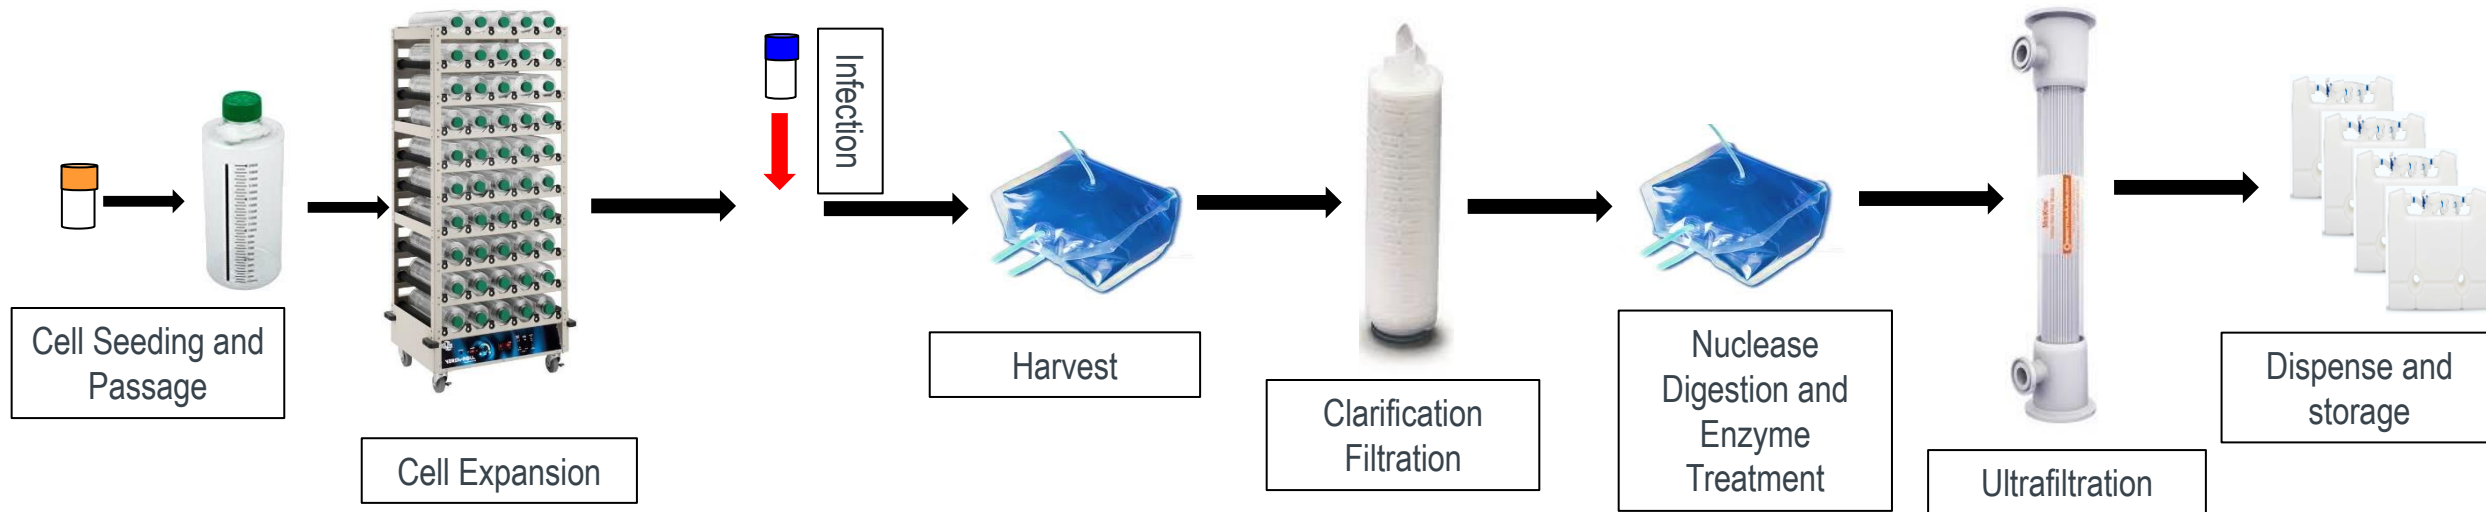 Cell Seeding and
Passage
Cell Expansion
Infection
Harvest
Clarification
Filtration
Nuclease
Digestion and
Enzyme
Treatment
Ultrafiltration
Dispense and
storage